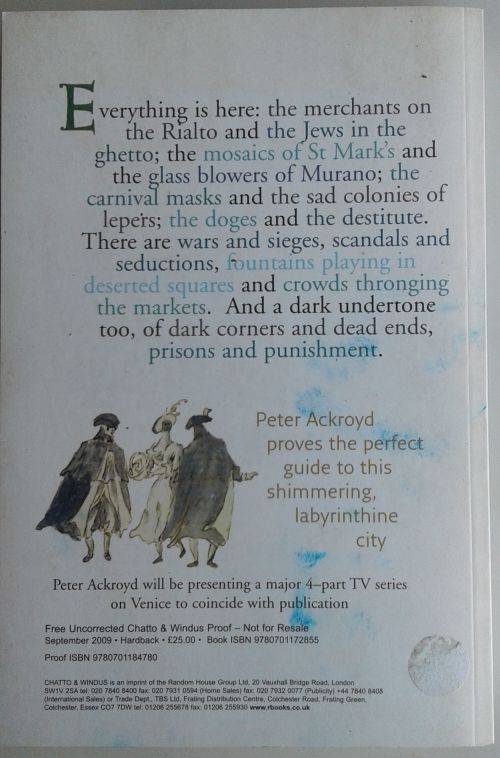 Everything is here: the merchants on
the Rialto and the Jews in the
ghetto; the mosaics of St Mark's and
the glass blowers of Murano; the
carnival masks and the sad colonies of
lepers; the doges and the destitute.
There are wars and sieges, scandals and
seductions, fountains playing in
deserted squares and crowds thronging
the markets. And a dark undertone
too, of dark corners and dead ends,
prisons and punishment.
Peter Ackroyd
proves the perfect
guide to this
shimmering,
labyrinthine
city
Peter Ackroyd will be presenting a major 4–part TV series
on Venice to coincide with publication
Free Uncorrected Chatto & Windus Proof – Not for Resale
September 2009 • Hardback • £25.00 • Book ISBN 9780701172855
Proof ISBN 9780701184780
CHATTO & WINDUS is an imprint of the Random House Group Ltd, 20 Vauxhall Bridge Road, London
SW1V 2SA tel: 020 7840 8400 fax: 020 7931 0594 (Home Sales) fax: 020 7932 0077 (Publicity) +44 7840 8408
(International Sales) or Trade Dept., TBS Ltd, Frating Distribution Centre, Colchester Road, Frating Green,
Colchester, Essex CO7 7DW tel: 01206 255678 fax: 01206 255930 www.rbooks.co.uk